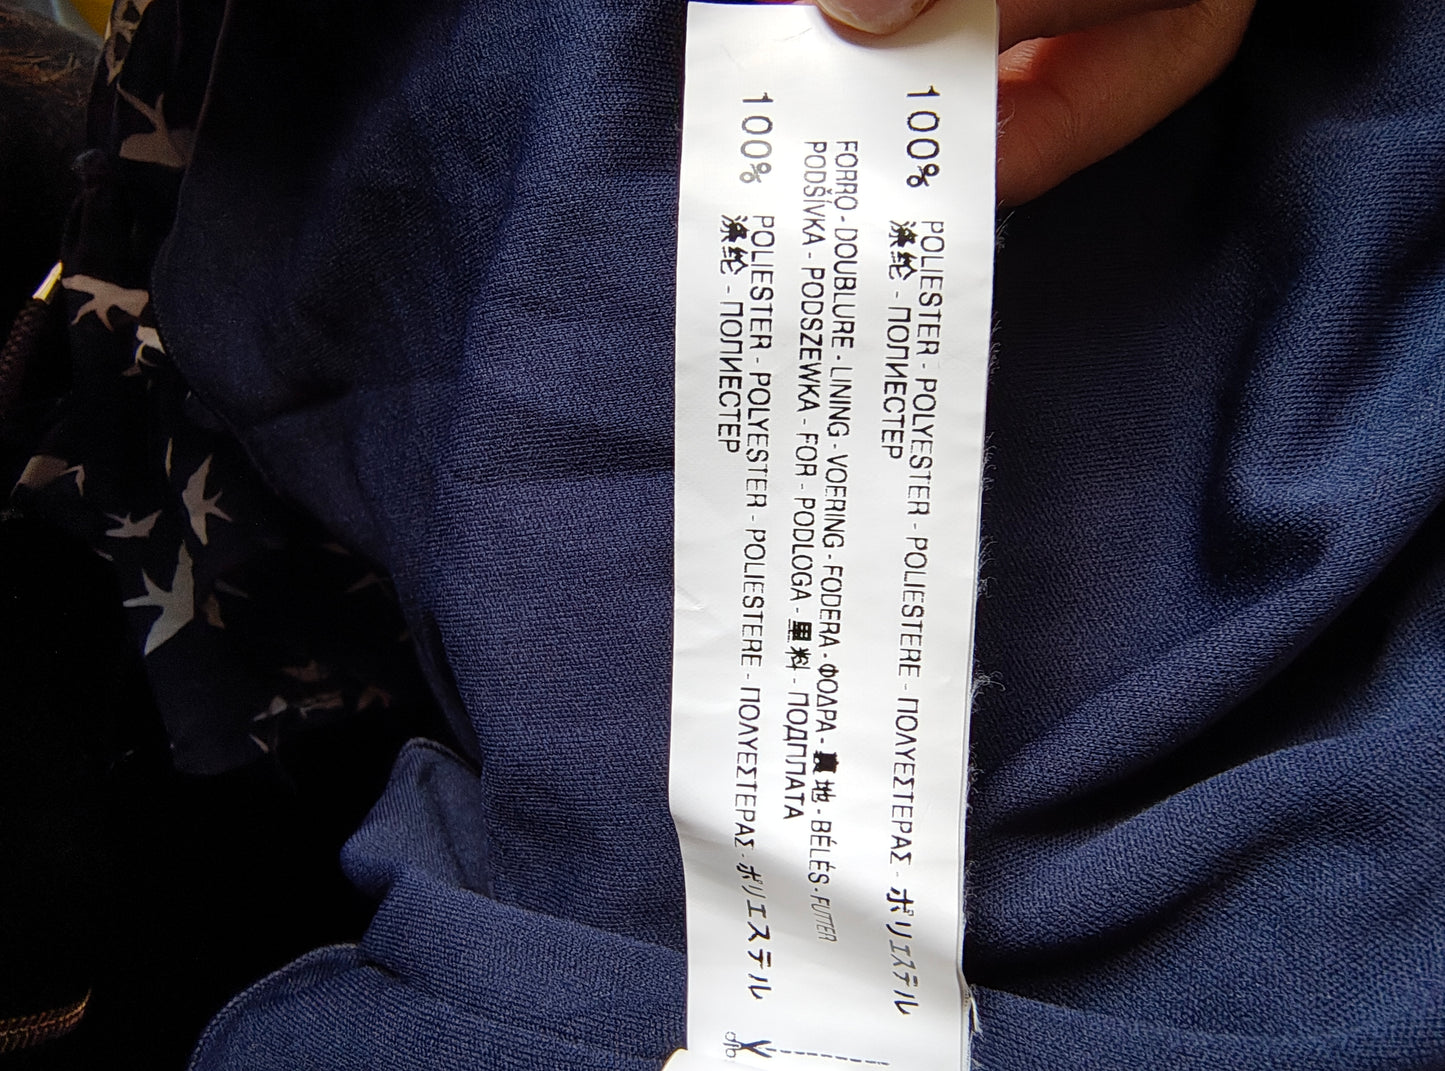 100% POLIESTER - POLYESTER - POLIESTERE - ΠΟΛΥΕΣΤΕΡΑΣ - ポリエステル
涤纶 - ПОЛИЕСТЕР
FORRO - DOUBLURE - LINING - VOERING - FODERA - ΦΟΔΡΑ - 裏地 - BÉLÉS - FUTTER
PODŠÍVKA - PODSZEWKA - FOR - PODLOGA - 里料 - ПОДПЛАТА
100% POLIESTER - POLYESTER - POLIESTERE - ΠΟΛΥΕΣΤΕΡΑΣ - ポリエステル
涤纶 - ПОЛИЕСТЕР